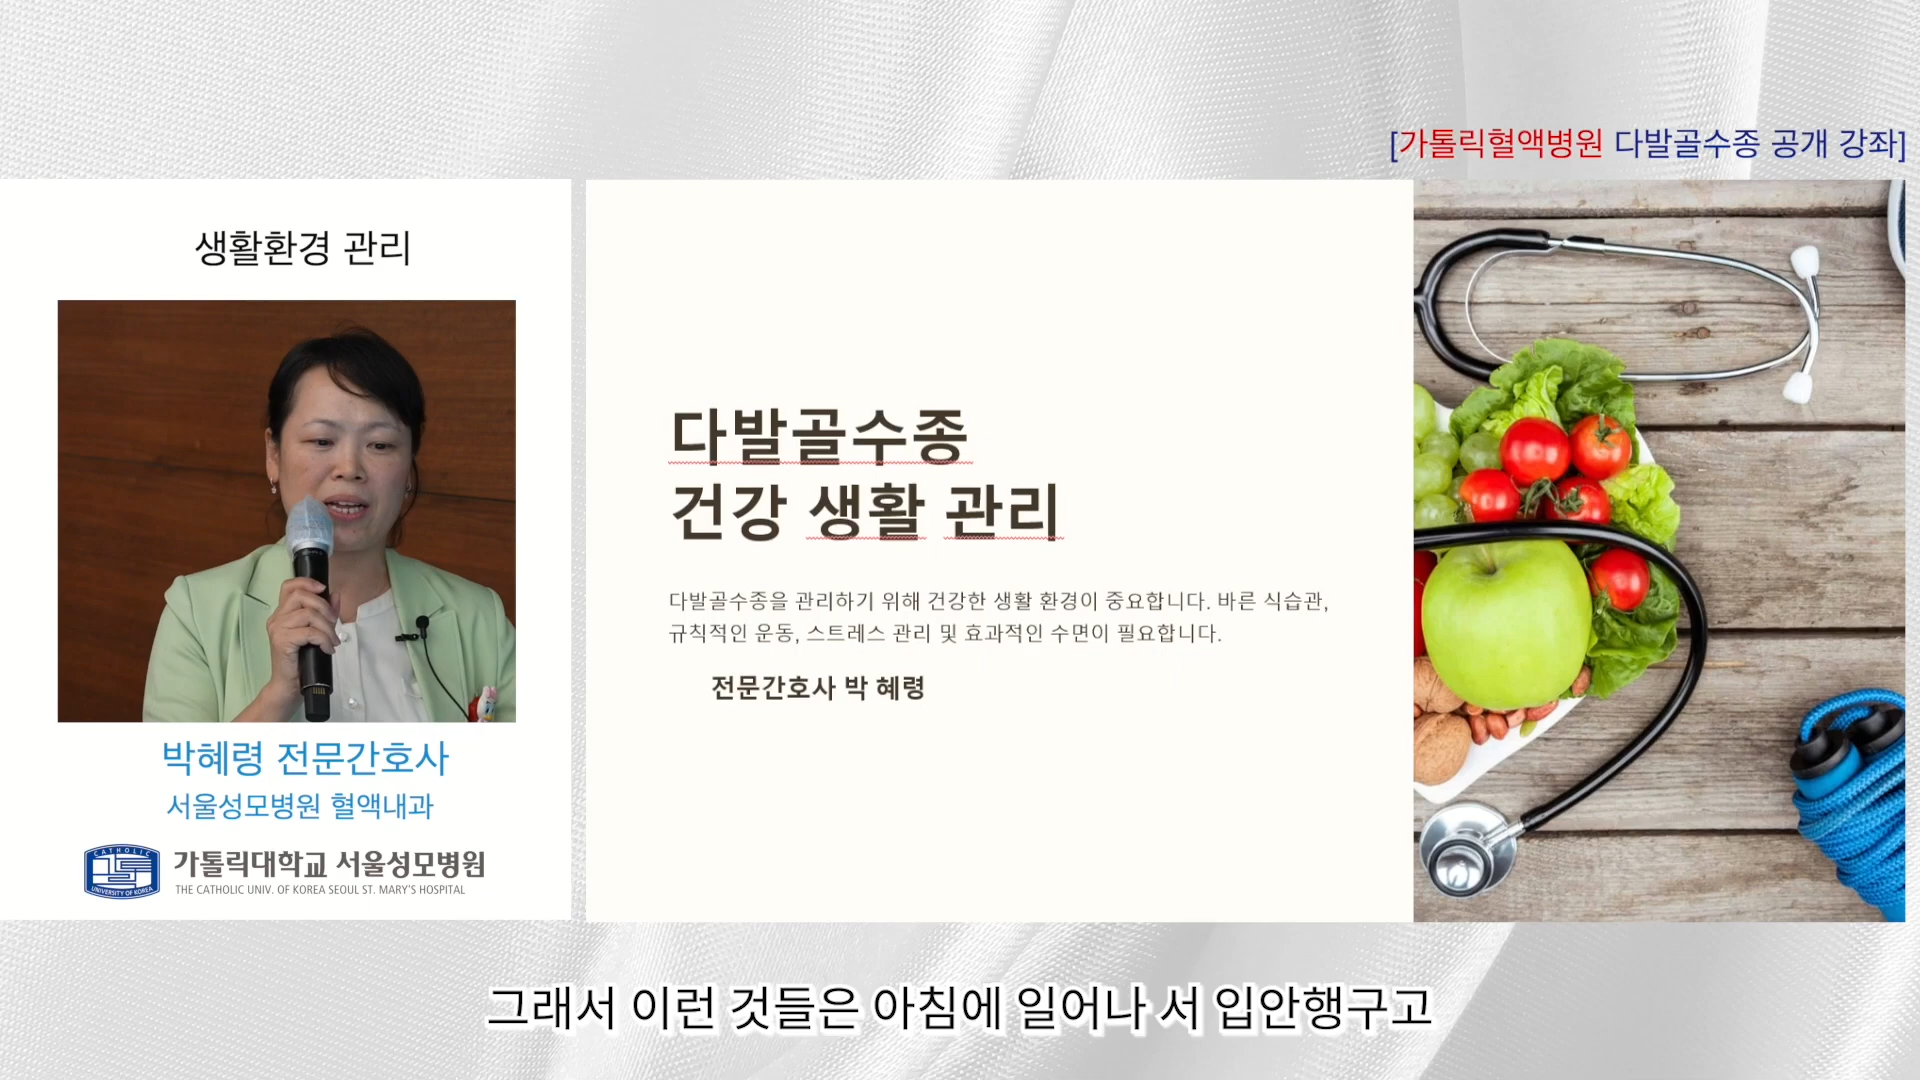 [가톨릭혈액병원 다발골수종 공개 강좌]
생활환경 관리
박혜령 전문간호사
서울성모병원 혈액내과
CATHOLIC
UNIVERSITY OF KOREA
가톨릭대학교 서울성모병원
THE CATHOLIC UNIV. OF KOREA SEOUL ST. MARY'S HOSPITAL
다발골수종
건강 생활 관리
다발골수종을 관리하기 위해 건강한 생활 환경이 중요합니다. 바른 식습관,
규칙적인 운동, 스트레스 관리 및 효과적인 수면이 필요합니다.
전문간호사 박 혜령
그래서 이런 것들은 아침에 일어나 서 입안행구고